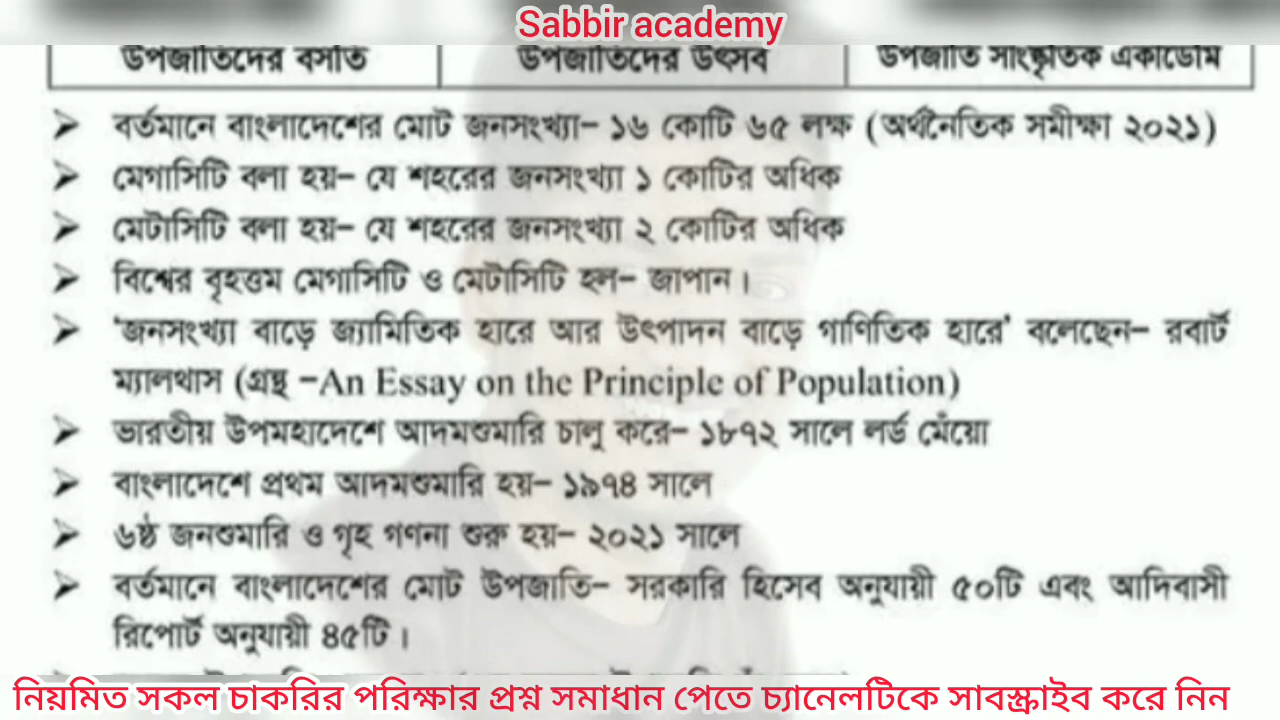 Sabbir academy
উপজাতিদের বসতি উপজাতিদের উৎসব উপজাতি সাংস্কৃতিক একাডেমি
➢ বর্তমানে বাংলাদেশের মোট জনসংখ্যা– ১৬ কোটি ৬৫ লক্ষ (অর্থনৈতিক সমীক্ষা ২০২১)
➢ মেগাসিটি বলা হয়– যে শহরের জনসংখ্যা ১ কোটির অধিক
➢ মেটাসিটি বলা হয়– যে শহরের জনসংখ্যা ২ কোটির অধিক
➢ বিশ্বের বৃহত্তম মেগাসিটি ও মেটাসিটি হল– জাপান।
➢ 'জনসংখ্যা বাড়ে জ্যামিতিক হারে আর উৎপাদন বাড়ে গাণিতিক হারে' বলেছেন– রবার্ট
ম্যালথাস (গ্রন্থ –An Essay on the Principle of Population)
➢ ভারতীয় উপমহাদেশে আদমশুমারি চালু করে– ১৮৭২ সালে লর্ড মেঁয়ো
➢ বাংলাদেশে প্রথম আদমশুমারি হয়– ১৯৭৪ সালে
➢ ৬ষ্ঠ জনশুমারি ও গৃহ গণনা শুরু হয়– ২০২১ সালে
➢ বর্তমানে বাংলাদেশের মোট উপজাতি– সরকারি হিসেব অনুযায়ী ৫০টি এবং আদিবাসী
রিপোর্ট অনুযায়ী ৪৫টি।
নিয়মিত সকল চাকরির পরিক্ষার প্রশ্ন সমাধান পেতে চ্যানেলটিকে সাবস্ক্রাইব করে নিন